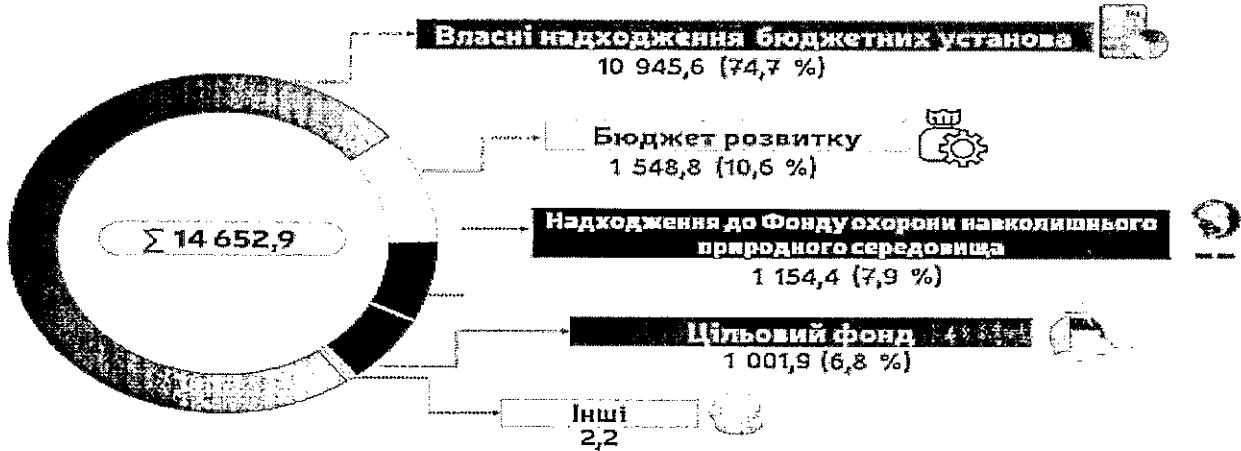 Власні надходження бюджетних установа
10 945,6 (74,7 %)
Бюджет розвитку
1 548,8 (10,6 %)
∑ 14 652,9
Надходження до Фонду охорони навколишнього
природного середовища
1 154,4 (7,9 %)
Цільовий фонд
1 001,9 (6,8 %)
Інші
2,2